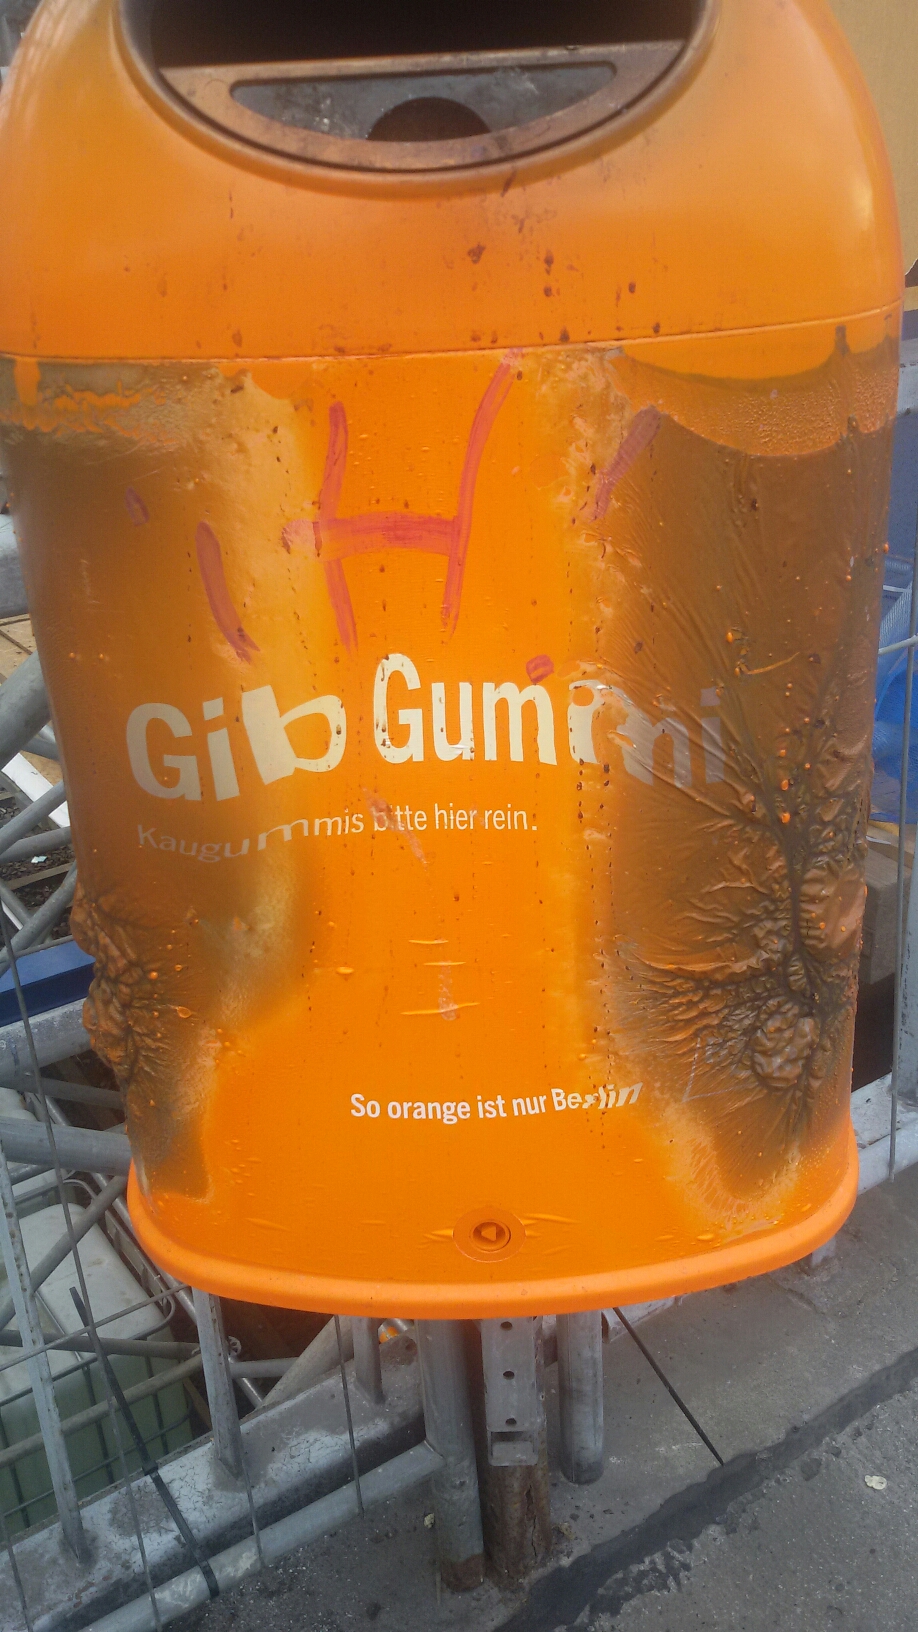 H
Gib Gummi
Kaugummis bitte hier rein.
So orange ist nur Berlin